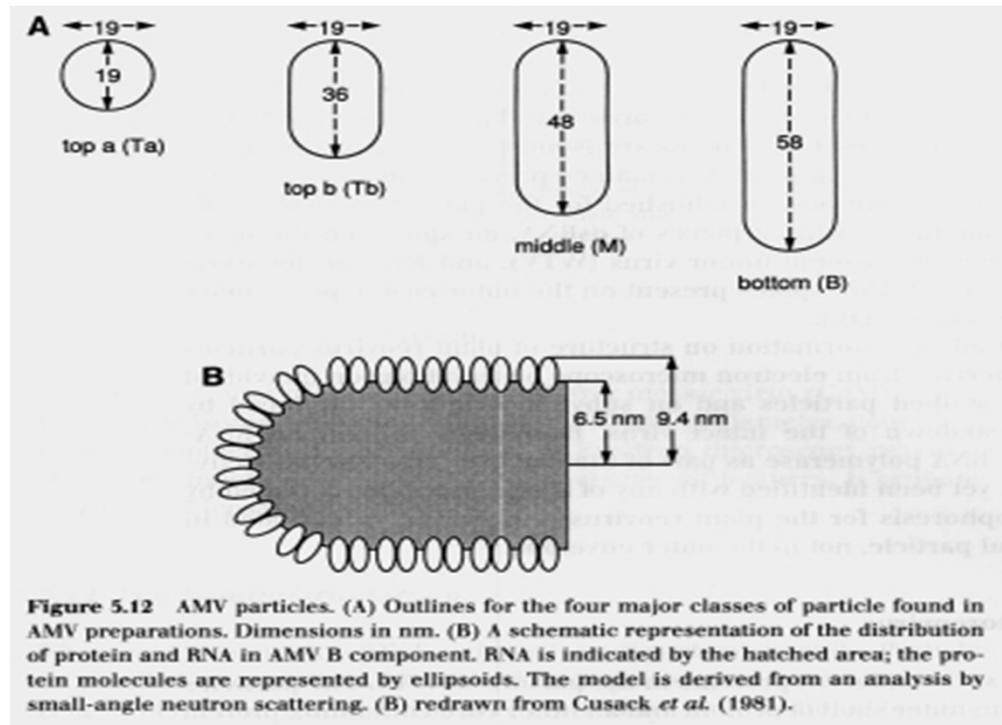 A
19 19 19 19
19 36 48 58
top a (Ta)
top b (Tb)
middle (M)
bottom (B)
B
6.5 nm 9.4 nm
Figure 5.12 AMV particles. (A) Outlines for the four major classes of particle found in
AMV preparations. Dimensions in nm. (B) A schematic representation of the distribution
of protein and RNA in AMV B component. RNA is indicated by the hatched area; the pro-
tein molecules are represented by ellipsoids. The model is derived from an analysis by
small-angle neutron scattering. (B) redrawn from Cusack et al. (1981).